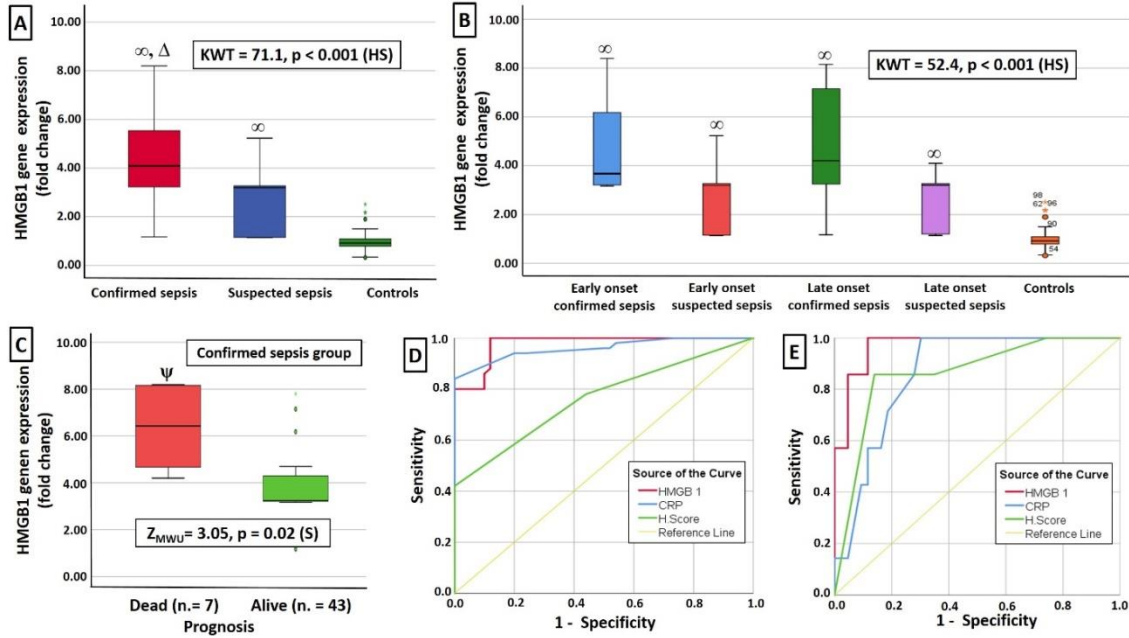 A
HMGB1 gene expression
(fold change)
10.00
8.00
6.00
4.00
2.00
0.00
∞, Δ
∞
KWT = 71.1, p < 0.001 (HS)
Confirmed sepsis
Suspected sepsis
Controls
B
HMGB1 gene expression
(fold change)
10.00
8.00
6.00
4.00
2.00
0.00
∞
∞
∞
∞
KWT = 52.4, p < 0.001 (HS)
98
62 96
90
54
Early onset
confirmed sepsis
Early onset
suspected sepsis
Late onset
confirmed sepsis
Late onset
suspected sepsis
Controls
C
HMGB1 genen expression
(fold change)
10.00
8.00
6.00
4.00
2.00
0.00
Confirmed sepsis group
ψ
ZMWU = 3.05, p = 0.02 (S)
Dead (n.= 7)
Alive (n. = 43)
Prognosis
D
Sensitivity
1.0
0.8
0.6
0.4
0.2
0.0
Source of the Curve
HMGB 1
CRP
H.Score
Reference Line
0.0 0.2 0.4 0.6 0.8 1.0
1 - Specificity
E
Sensitivity
1.0
0.8
0.6
0.4
0.2
0.0
Source of the Curve
HMGB 1
CRP
H.Score
Reference Line
0.0 0.2 0.4 0.6 0.8 1.0
1 - Specificity